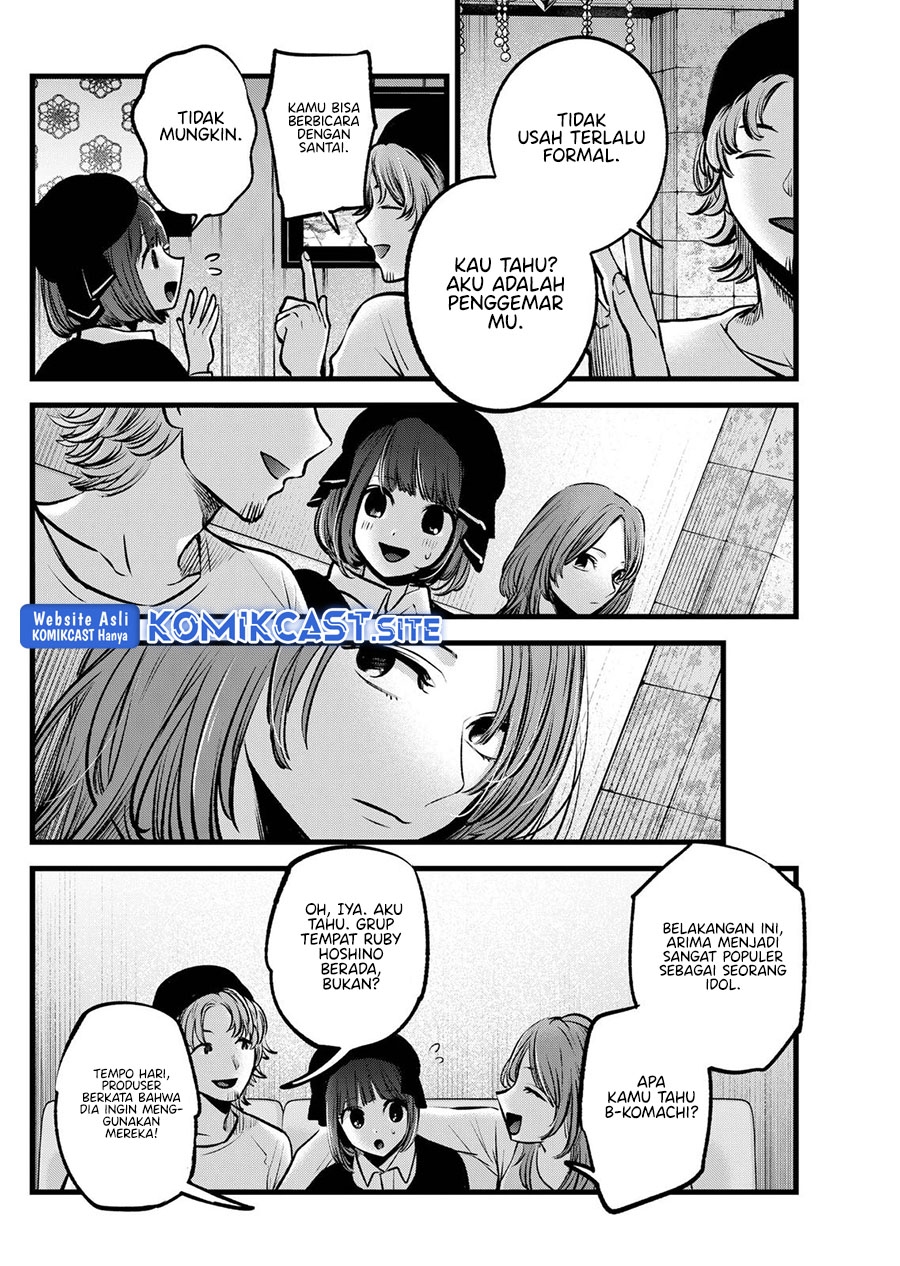 TIDAK
USAH TERLALU
FORMAL.
KAU TAHU?
AKU ADALAH
PENGGEMAR
MU.
KAMU BISA
BERBICARA
DENGAN
SANTAI.
TIDAK
MUNGKIN.
Website Asli
KOMIKCAST Hanya
KOMIKCAST.SITE
BELAKANGAN INI,
ARIMA MENJADI
SANGAT POPULER
SEBAGAI SEORANG
IDOL.
APA
KAMU TAHU
B-KOMACHI?
OH, IYA. AKU
TAHU. GRUP
TEMPAT RUBY
HOSHINO
BERADA,
BUKAN?
TEMPO HARI,
PRODUSER
BERKATA BAHWA
DIA INGIN MENG-
GUNAKAN
MEREKA!